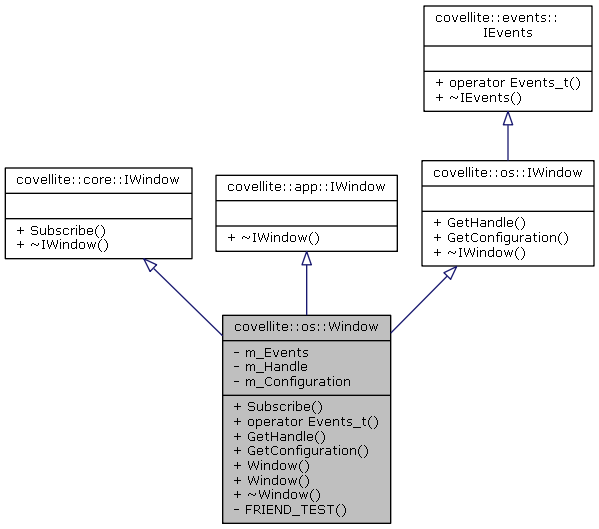 covellite::events::
IEvents
+ operator Events_t()
+ ~IEvents()
covellite::core::IWindow
+ Subscribe()
+ ~IWindow()
covellite::app::IWindow
+ ~IWindow()
covellite::os::IWindow
+ GetHandle()
+ GetConfiguration()
+ ~IWindow()
covellite::os::Window
- m_Events
- m_Handle
- m_Configuration
+ Subscribe()
+ operator Events_t()
+ GetHandle()
+ GetConfiguration()
+ Window()
+ Window()
+ ~Window()
- FRIEND_TEST()